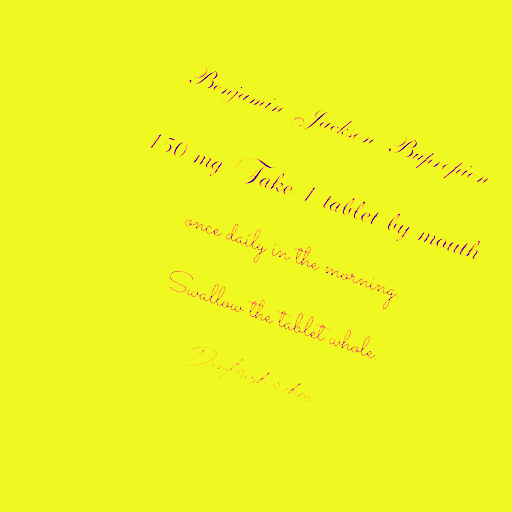 Benjamin Jackson Bupropion
150 mg Take 1 tablet by mouth
once daily in the morning
Swallow the tablet whole